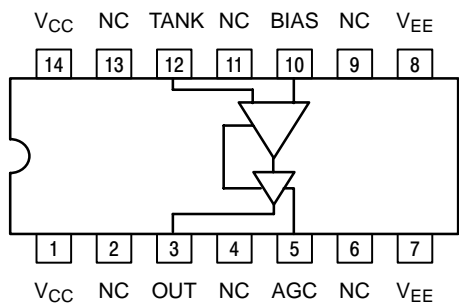 VCC NC TANK NC BIAS NC VEE
14 13 12 11 10 9 8
1 2 3 4 5 6 7
VCC NC OUT NC AGC NC VEE